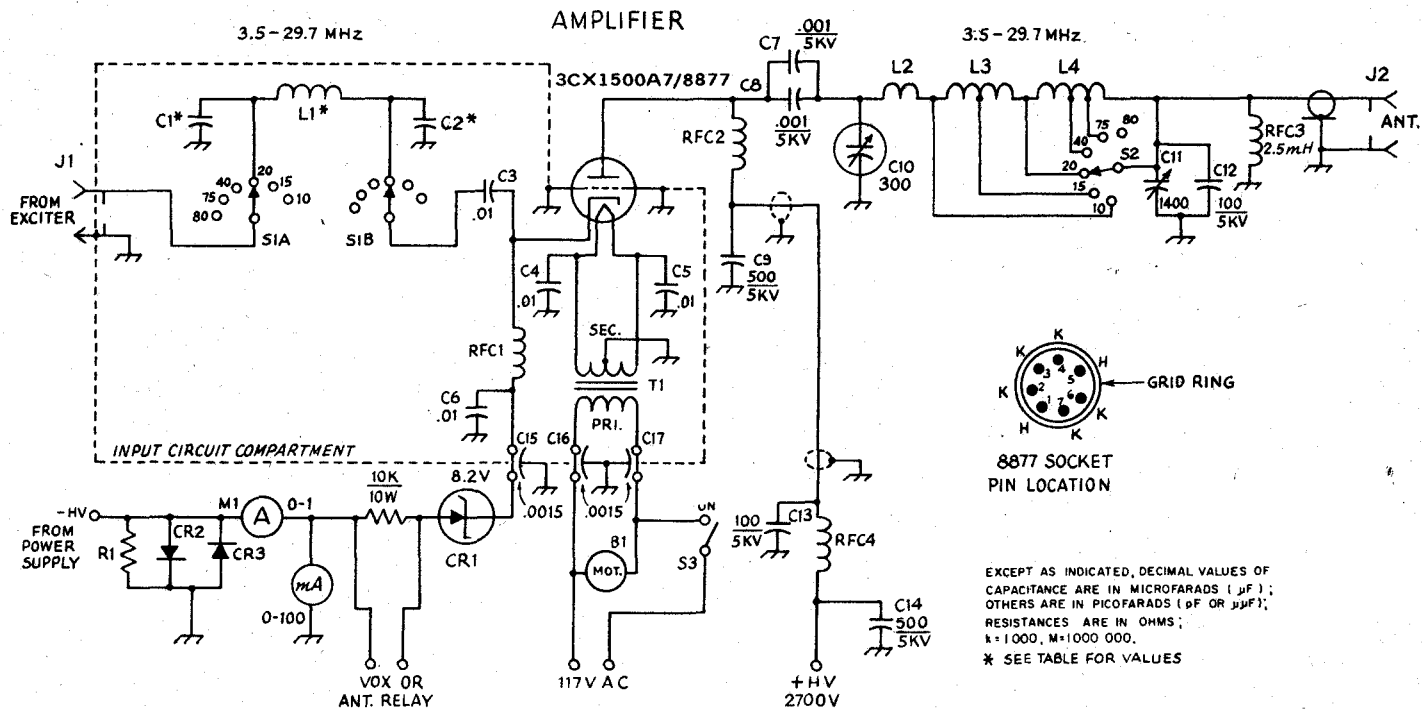 AMPLIFIER
3.5-29.7 MHz
3.5-29.7 MHz
.001
5KV
C7
3CX1500A7/8877
C8
.001
5KV
L2
L3
L4
J2
ANT.
C1*
L1*
C2*
RFC2
C10
300
75
80
40
20
S2
15
10
C11
1400
C12
100
5KV
RFC3
2.5mH
J1
FROM
EXCITER
20
40
15
75
10
80
S1A
S1B
C3
.01
C4
.01
C5
.01
C9
500
5KV
SEC.
RFC1
T1
C6
.01
PRI.
INPUT CIRCUIT COMPARTMENT
C15
C16
C17
K
K
H
3
4
5
2
6
1
7
K
K
H
K
GRID RING
8877 SOCKET
PIN LOCATION
-HV
FROM
POWER
SUPPLY
R1
CR2
CR3
M1
A
0-1
mA
0-100
10K
10W
8.2V
CR1
.0015
.0015
B1
MOT.
ON
S3
100
5KV
C13
RFC4
C14
500
5KV
VOX OR
ANT. RELAY
117V AC
+HV
2700V
EXCEPT AS INDICATED, DECIMAL VALUES OF
CAPACITANCE ARE IN MICROFARADS (µF);
OTHERS ARE IN PICOFARADS (pF OR µµF);
RESISTANCES ARE IN OHMS;
k=1000, M=1000 000.
* SEE TABLE FOR VALUES